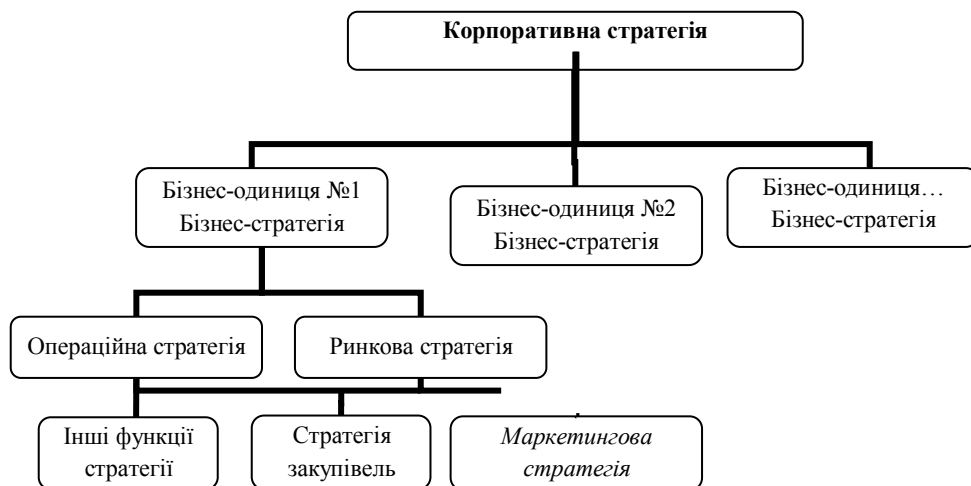 Корпоративна стратегія
Бізнес-одиниця №1
Бізнес-стратегія
Бізнес-одиниця №2
Бізнес-стратегія
Бізнес-одиниця…
Бізнес-стратегія
Операційна стратегія
Ринкова стратегія
Інші функції
стратегії
Стратегія
закупівель
Маркетингова
стратегія